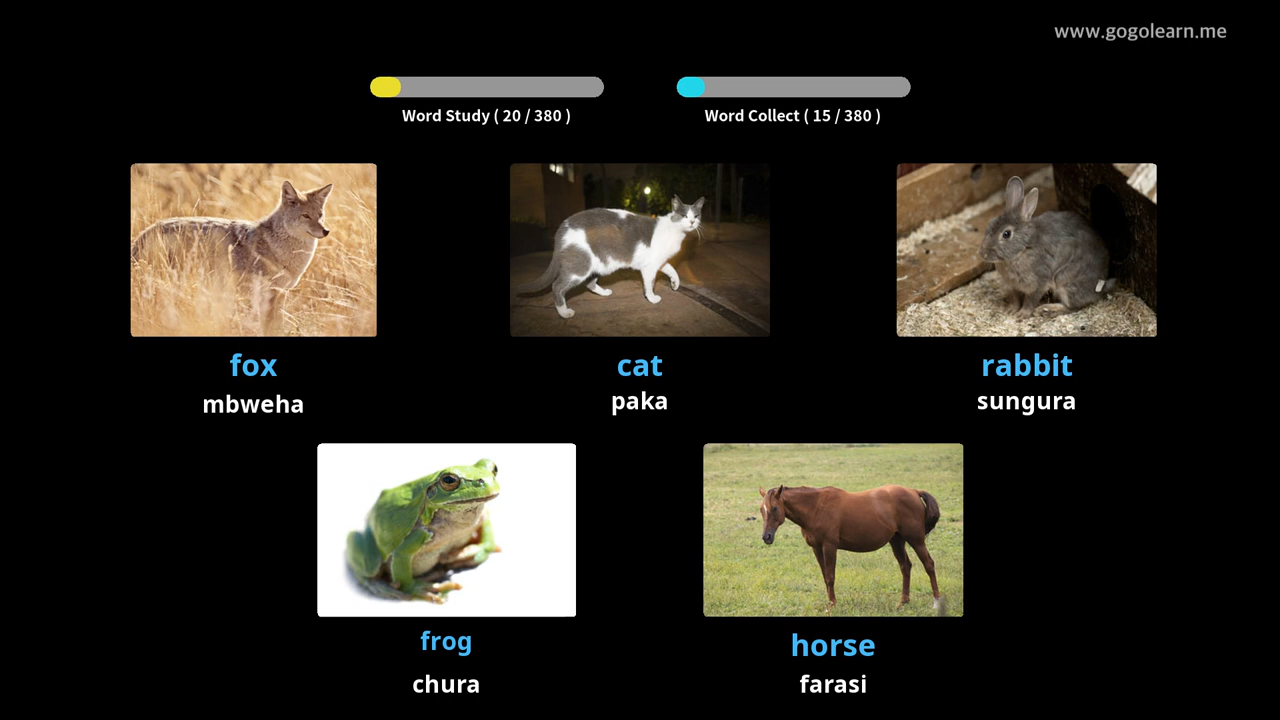 www.gogolearn.me
Word Study ( 20 / 380 )
Word Collect ( 15 / 380 )
fox
mbweha
cat
paka
rabbit
sungura
frog
chura
horse
farasi